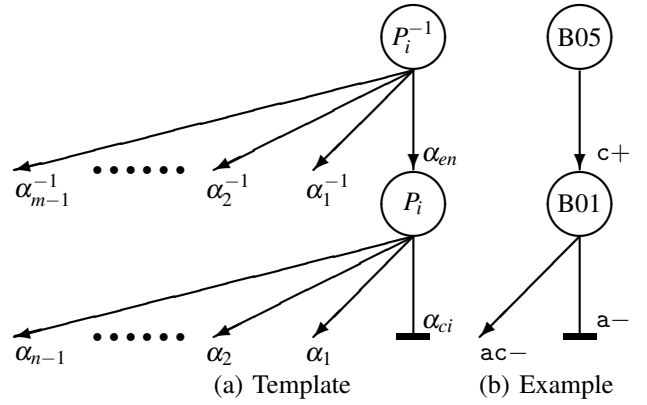 P_i^{-1} B05
α_{en} c+
α_{m-1}^{-1} α_2^{-1} α_1^{-1}
P_i B01
α_{ci} a−
α_{n-1} α_2 α_1 ac−
(a) Template (b) Example